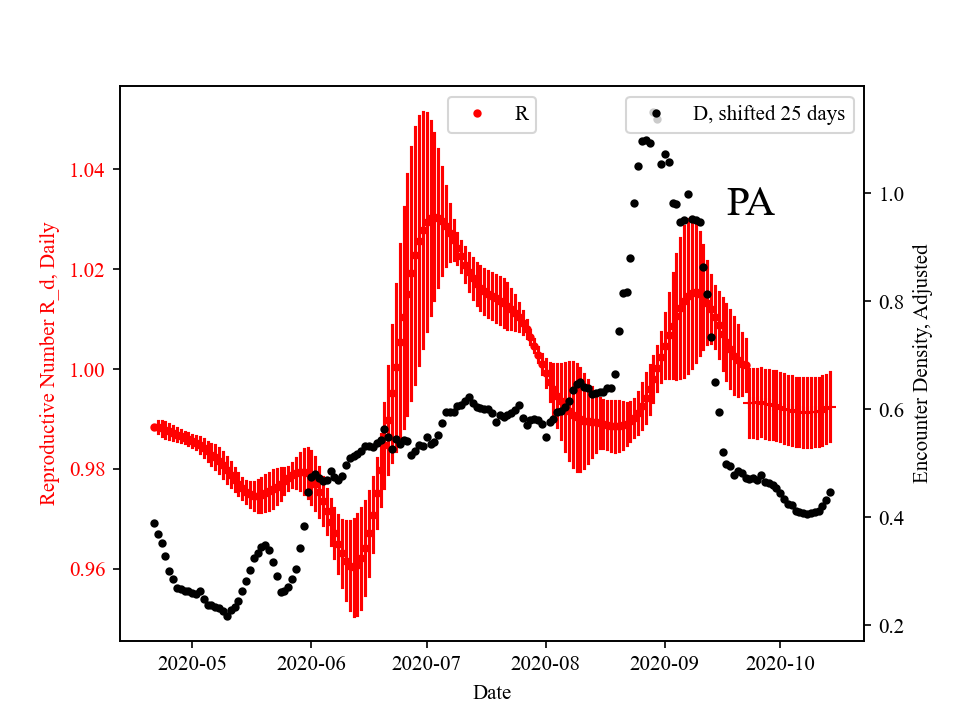 R
D, shifted 25 days
PA
Reproductive Number R_d, Daily
1.04
1.02
1.00
0.98
0.96
1.0
0.8
0.6
0.4
0.2
Encounter Density, Adjusted
2020-05 2020-06 2020-07 2020-08 2020-09 2020-10
Date